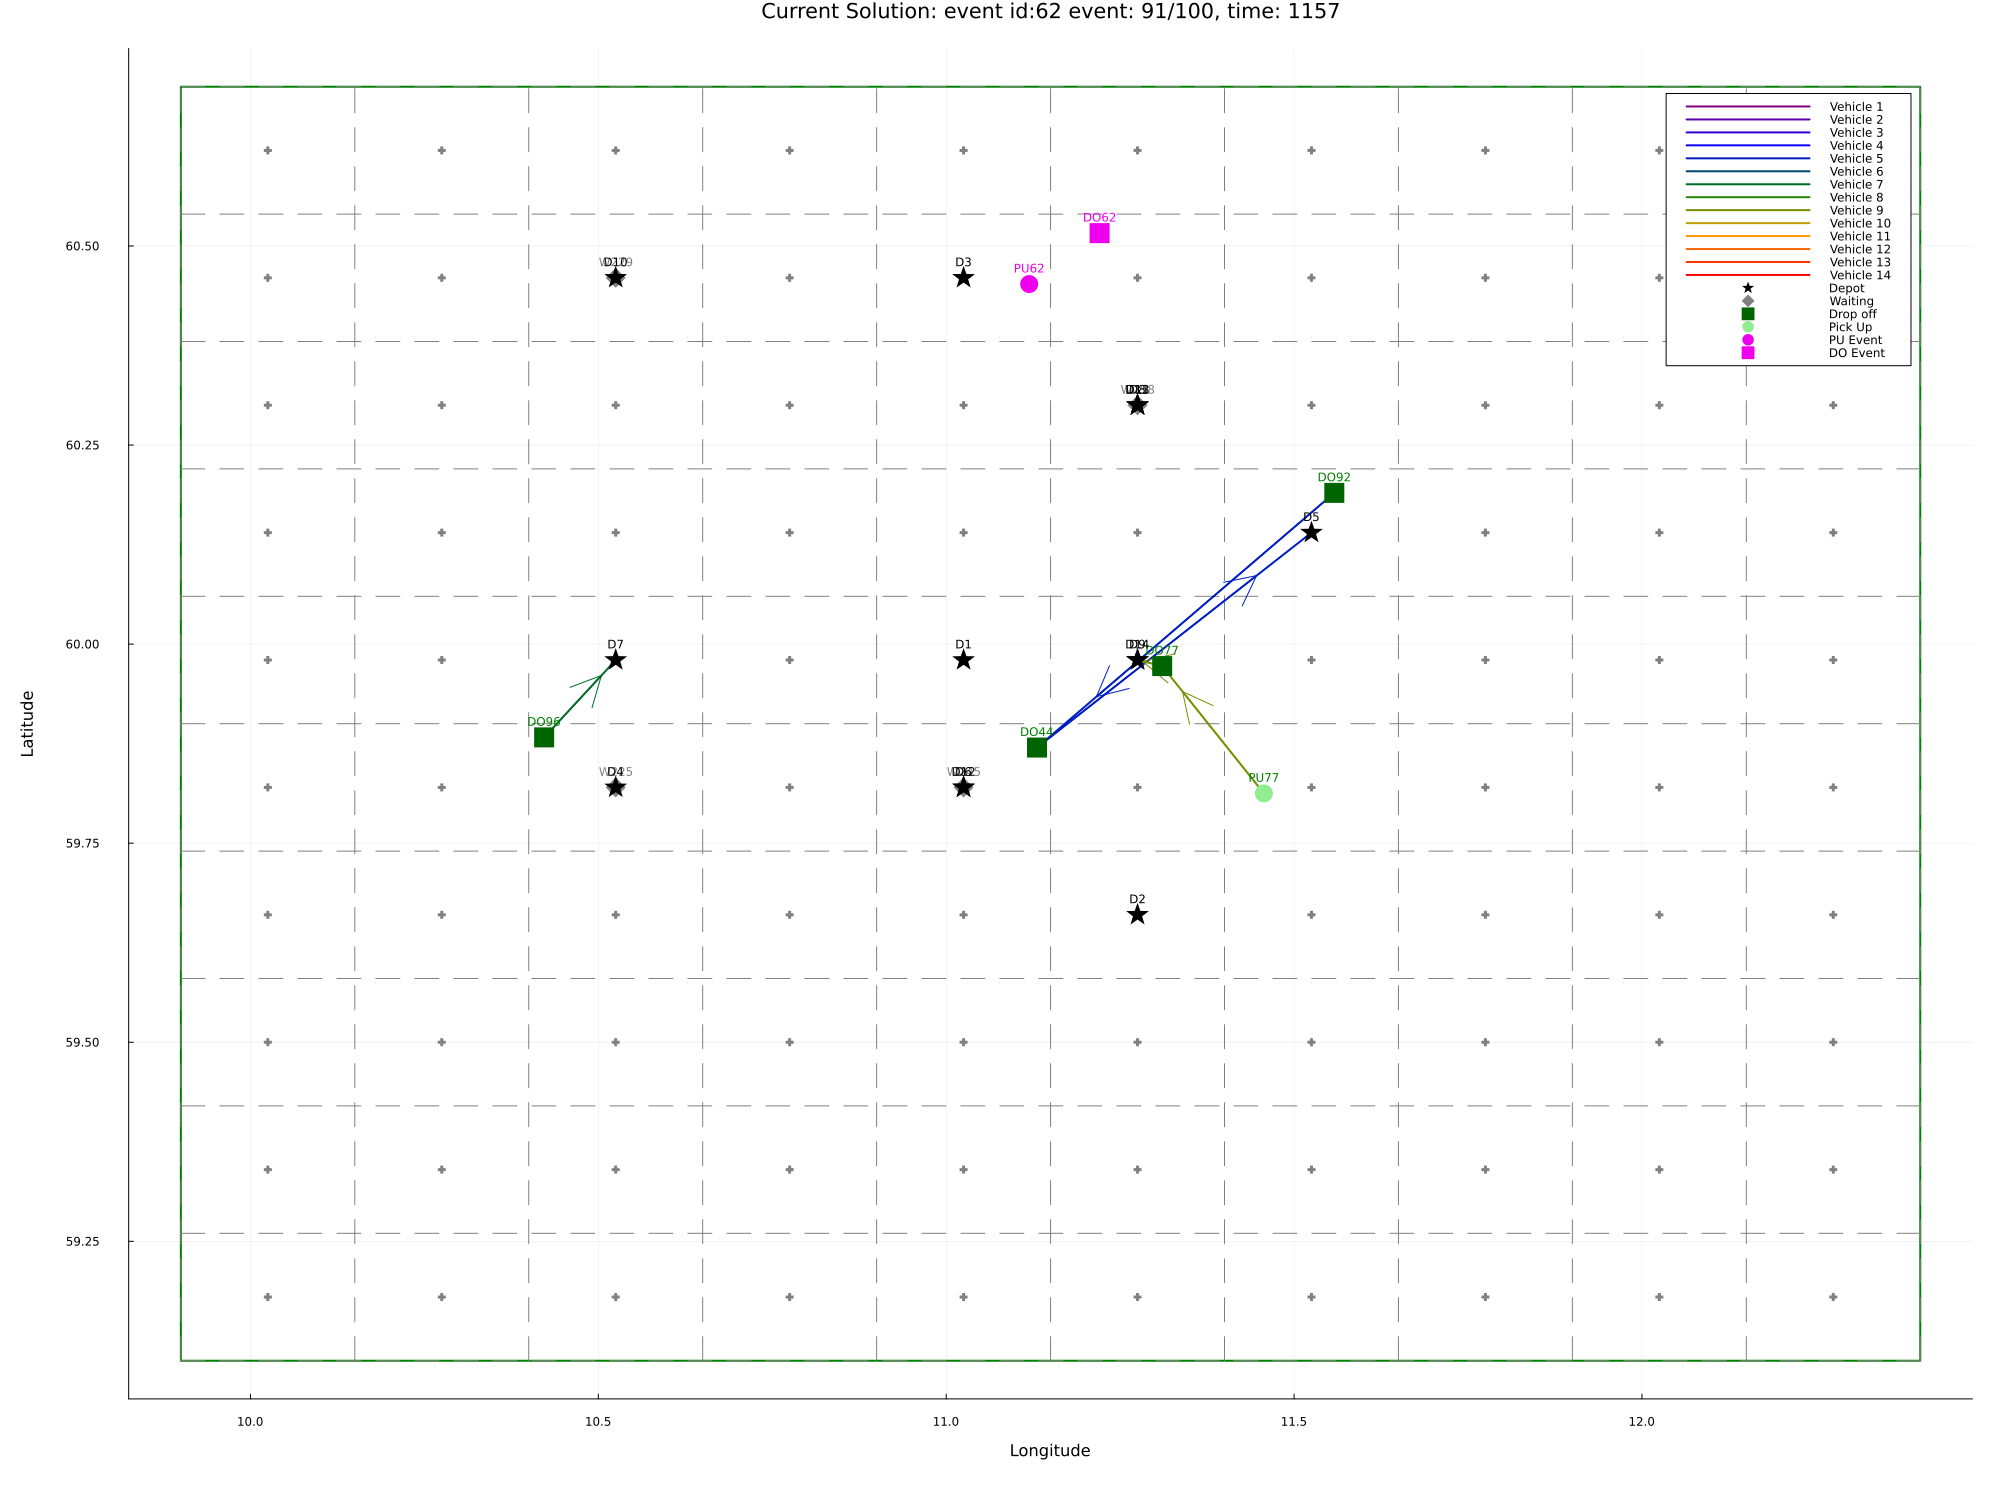 Current Solution: event id:62 event: 91/100, time: 1157
Vehicle 1
Vehicle 2
Vehicle 3
Vehicle 4
Vehicle 5
Vehicle 6
Vehicle 7
Vehicle 8
Vehicle 9
Vehicle 10
Vehicle 11
Vehicle 12
Vehicle 13
Vehicle 14
Depot
Waiting
Drop off
Pick Up
PU Event
DO Event
DO62
60.50
D10
D3
PU62
60.25
DO92
D5
60.00
D7
D1
DO77
DO96
DO44
D4
PU77
59.75
D2
59.50
59.25
10.0
10.5
11.0
11.5
12.0
Latitude
Longitude